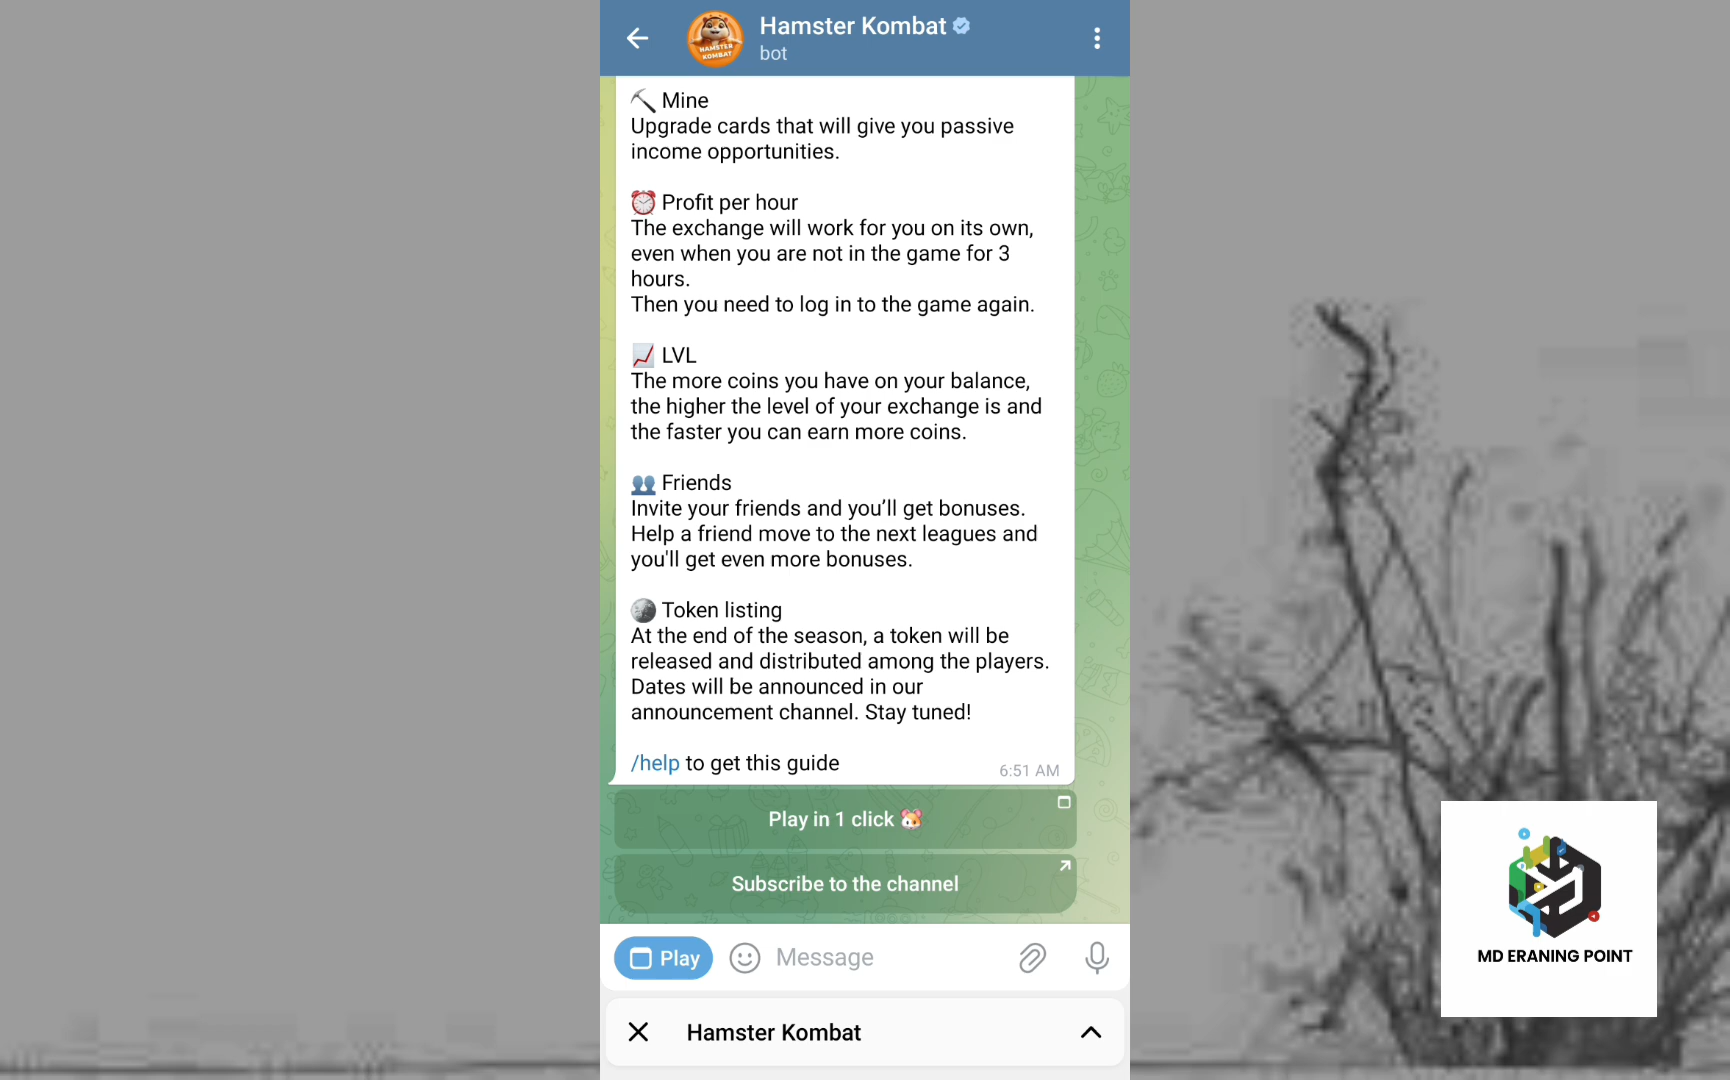 Hamster Kombat
bot
HAMSTER
KOMBAT
Mine
Upgrade cards that will give you passive
income opportunities.
Profit per hour
The exchange will work for you on its own,
even when you are not in the game for 3
hours.
Then you need to log in to the game again.
LVL
The more coins you have on your balance,
the higher the level of your exchange is and
the faster you can earn more coins.
Friends
Invite your friends and you’ll get bonuses.
Help a friend move to the next leagues and
you'll get even more bonuses.
Token listing
At the end of the season, a token will be
released and distributed among the players.
Dates will be announced in our
announcement channel. Stay tuned!
/help to get this guide
6:51 AM
Play in 1 click
Subscribe to the channel
Play
Message
Hamster Kombat
MD ERANING POINT